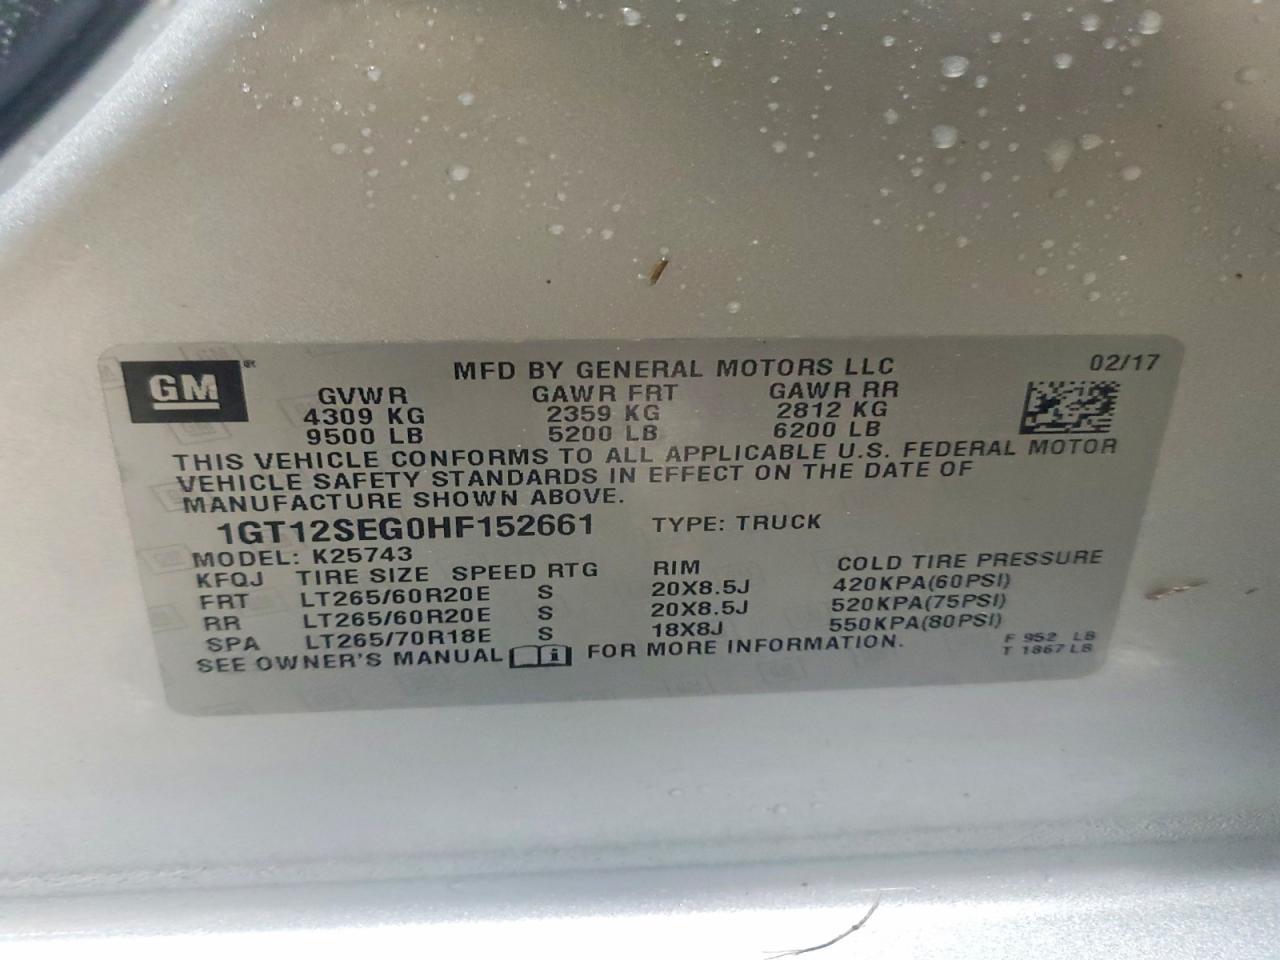 GM
MFD BY GENERAL MOTORS LLC
02/17
GVWR GAWR FRT GAWR RR
4309 KG 2359 KG 2812 KG
9500 LB 5200 LB 6200 LB
THIS VEHICLE CONFORMS TO ALL APPLICABLE U.S. FEDERAL MOTOR
VEHICLE SAFETY STANDARDS IN EFFECT ON THE DATE OF
MANUFACTURE SHOWN ABOVE.
1GT12SEG0HF152661 TYPE: TRUCK
MODEL: K25743
KFQJ TIRE SIZE SPEED RTG RIM COLD TIRE PRESSURE
FRT LT265/60R20E S 20X8.5J 420KPA(60PSI)
RR LT265/60R20E S 20X8.5J 520KPA(75PSI)
SPA LT265/70R18E S 18X8J 550KPA(80PSI)
SEE OWNER'S MANUAL i FOR MORE INFORMATION.
F 952 LB
T 1867 LB